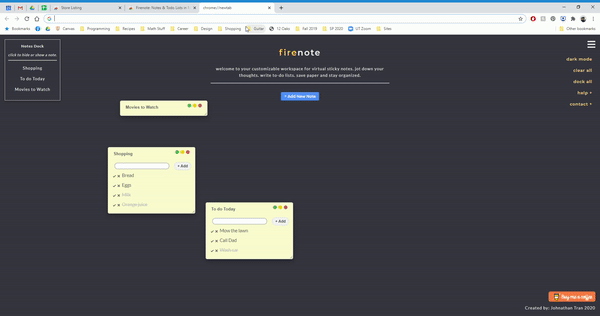 Store Listing
Firenote: Notes & Todo Lists in t
chrome://newtab
Bookmarks
Canvas
Programming
Recipes
Math Stuff
Career
Design
Shopping
Guitar
Fall 2019
SP 2020
UT Zoom
Sites
Other bookmarks
Notes Dock
click to hide or show a note.
Shopping
To do Today
Movies to Watch
firenote
welcome to your customizable workspace for virtual sticky notes. jot down your
thoughts, write to-do lists, save paper and stay organized.
+ Add New Note
dark mode
clear all
dock all
help +
contact +
Movies to Watch
Shopping
+ Add
Bread
Eggs
Milk
To do Today
+ Add
Mow the lawn
Call Dad
Buy me a coffee
Created by: Johnathan Tran 2020